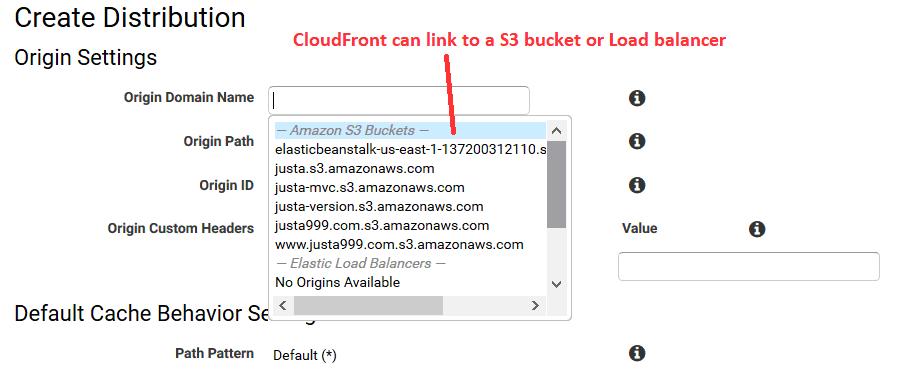 Create Distribution
CloudFront can link to a S3 bucket or Load balancer
Origin Settings
Origin Domain Name
— Amazon S3 Buckets —
Origin Path
elasticbeanstalk-us-east-1-137200312110.s
justa.s3.amazonaws.com
Origin ID
justa-mvc.s3.amazonaws.com
justa-version.s3.amazonaws.com
Origin Custom Headers
justa999.com.s3.amazonaws.com
Value
www.justa999.com.s3.amazonaws.com
— Elastic Load Balancers —
No Origins Available
Default Cache Behavior Se
Path Pattern
Default (*)